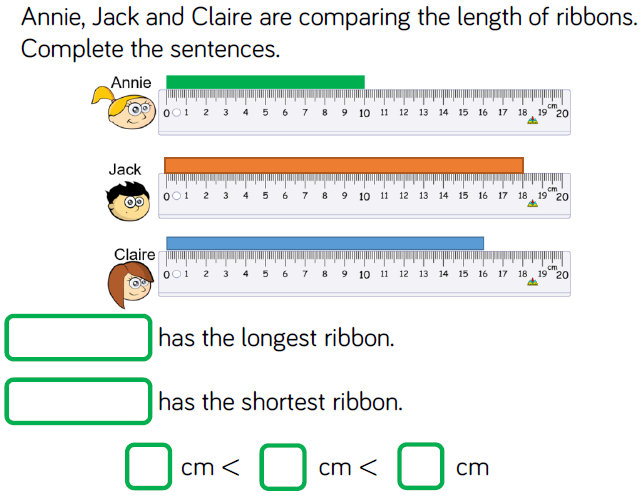 Annie, Jack and Claire are comparing the length of ribbons.
Complete the sentences.
Annie
cm
0 1 2 3 4 5 6 7 8 9 10 11 12 13 14 15 16 17 18 19 20
Jack
cm
0 1 2 3 4 5 6 7 8 9 10 11 12 13 14 15 16 17 18 19 20
Claire
cm
0 1 2 3 4 5 6 7 8 9 10 11 12 13 14 15 16 17 18 19 20
has the longest ribbon.
has the shortest ribbon.
cm < cm < cm